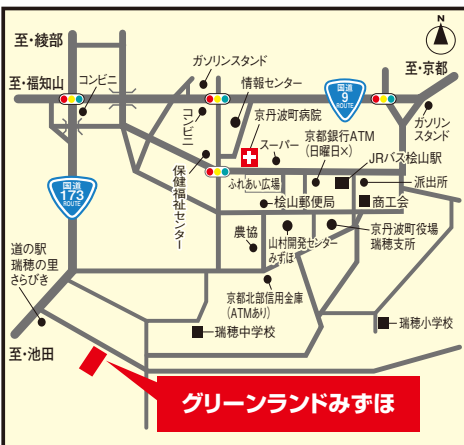 N
至・綾部
ガソリンスタンド
至・福知山
コンビニ
情報センター
国道
9
ROUTE
至・京都
コンビニ
京丹波町病院
ガソリン
スタンド
スーパー
京都銀行ATM
(日曜日×)
JRバス桧山駅
保健福祉センター
ふれあい広場
派出所
国道
173
ROUTE
桧山郵便局
商工会
農協
山村開発センター
みずほ
京丹波町役場
瑞穂支所
道の駅
瑞穂の里
さらびき
京都北部信用金庫
(ATMあり)
瑞穂中学校
瑞穂小学校
至・池田
グリーンランドみずほ